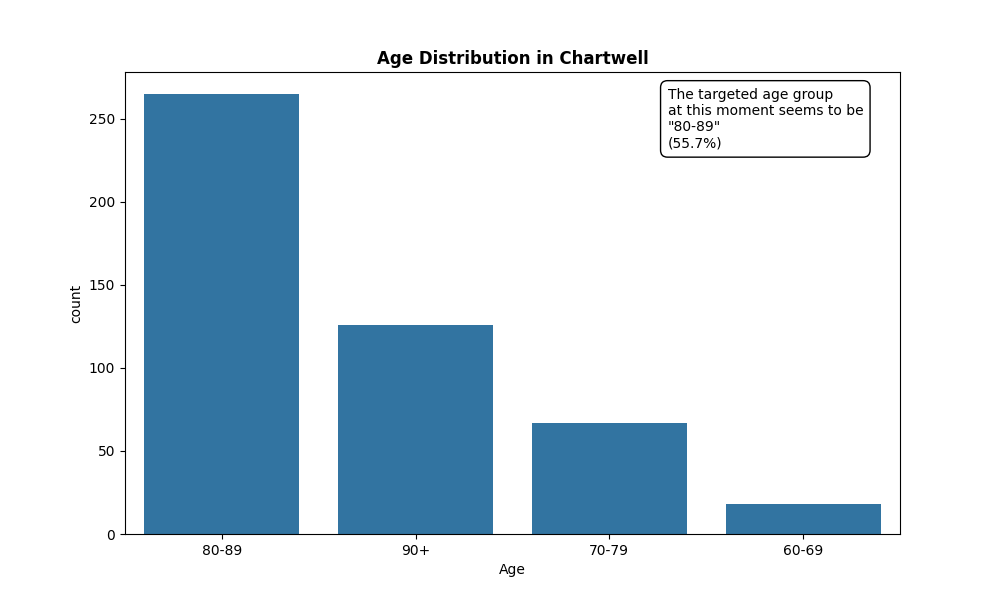 Age Distribution in Chartwell
The targeted age group
at this moment seems to be
"80-89"
(55.7%)
count
250
200
150
100
50
0
80-89
90+
70-79
60-69
Age